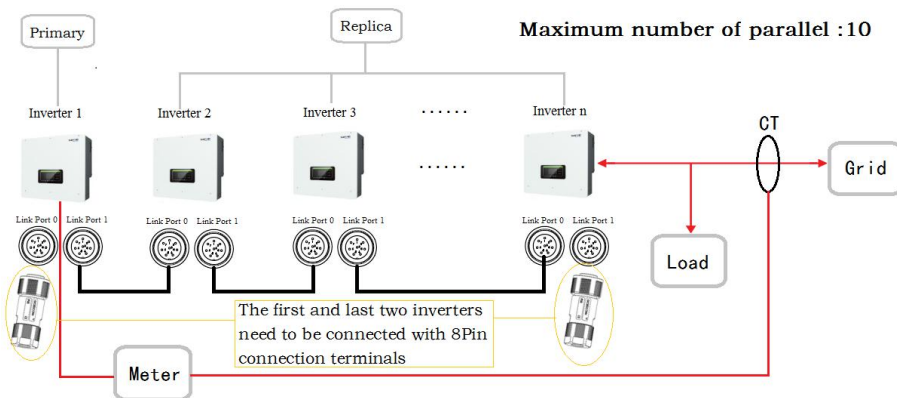 Primary
Replica
Maximum number of parallel :10
Inverter 1
Inverter 2
Inverter 3
......
Inverter n
......
CT
Grid
Link Port 0
Link Port 1
Link Port 0
Link Port 1
Link Port 0
Link Port 1
Link Port 0
Link Port 1
Load
The first and last two inverters
need to be connected with 8Pin
connection terminals
Meter